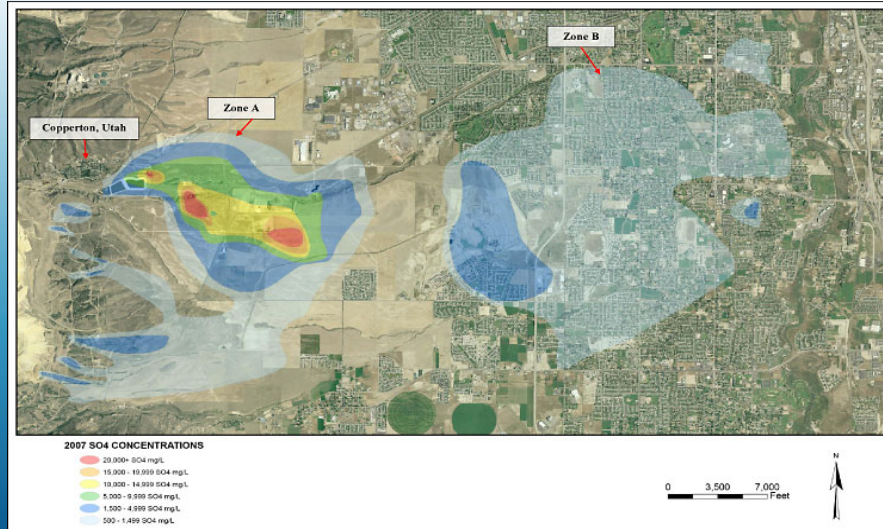 Zone B
Zone A
Copperton, Utah
2007 SO4 CONCENTRATIONS
20,000+ SO4 mg/L
15,000 - 19,999 SO4 mg/L
10,000 - 14,999 SO4 mg/L
5,000 - 9,999 SO4 mg/L
1,500 - 4,999 SO4 mg/L
500 - 1,499 SO4 mg/L
N
0 3,500 7,000
Feet